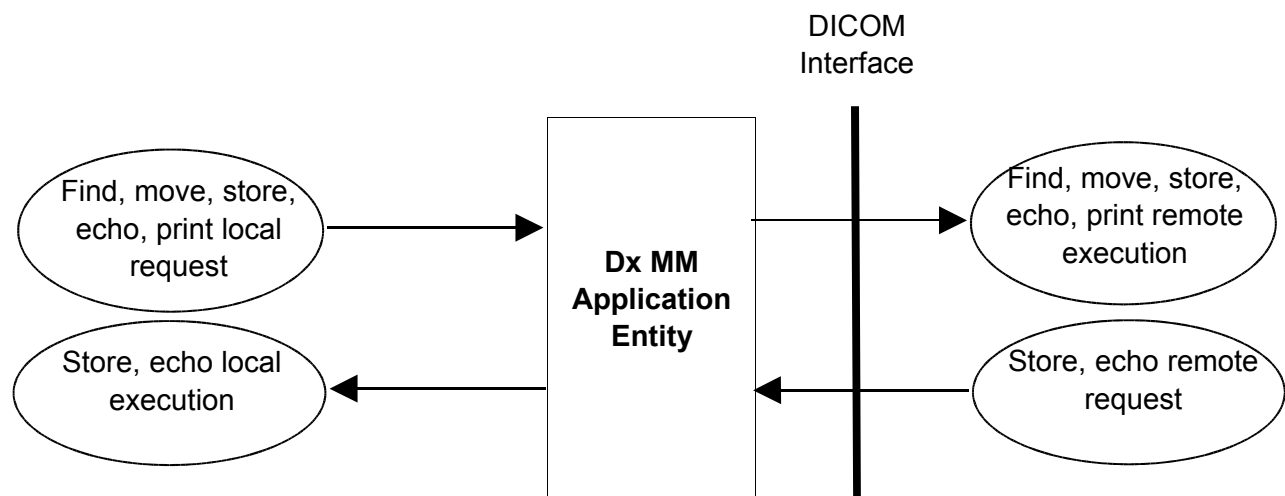 DICOM
Interface
Find, move, store,
echo, print local
request
Dx MM
Application
Entity
Find, move, store,
echo, print remote
execution
Store, echo local
execution
Store, echo remote
request